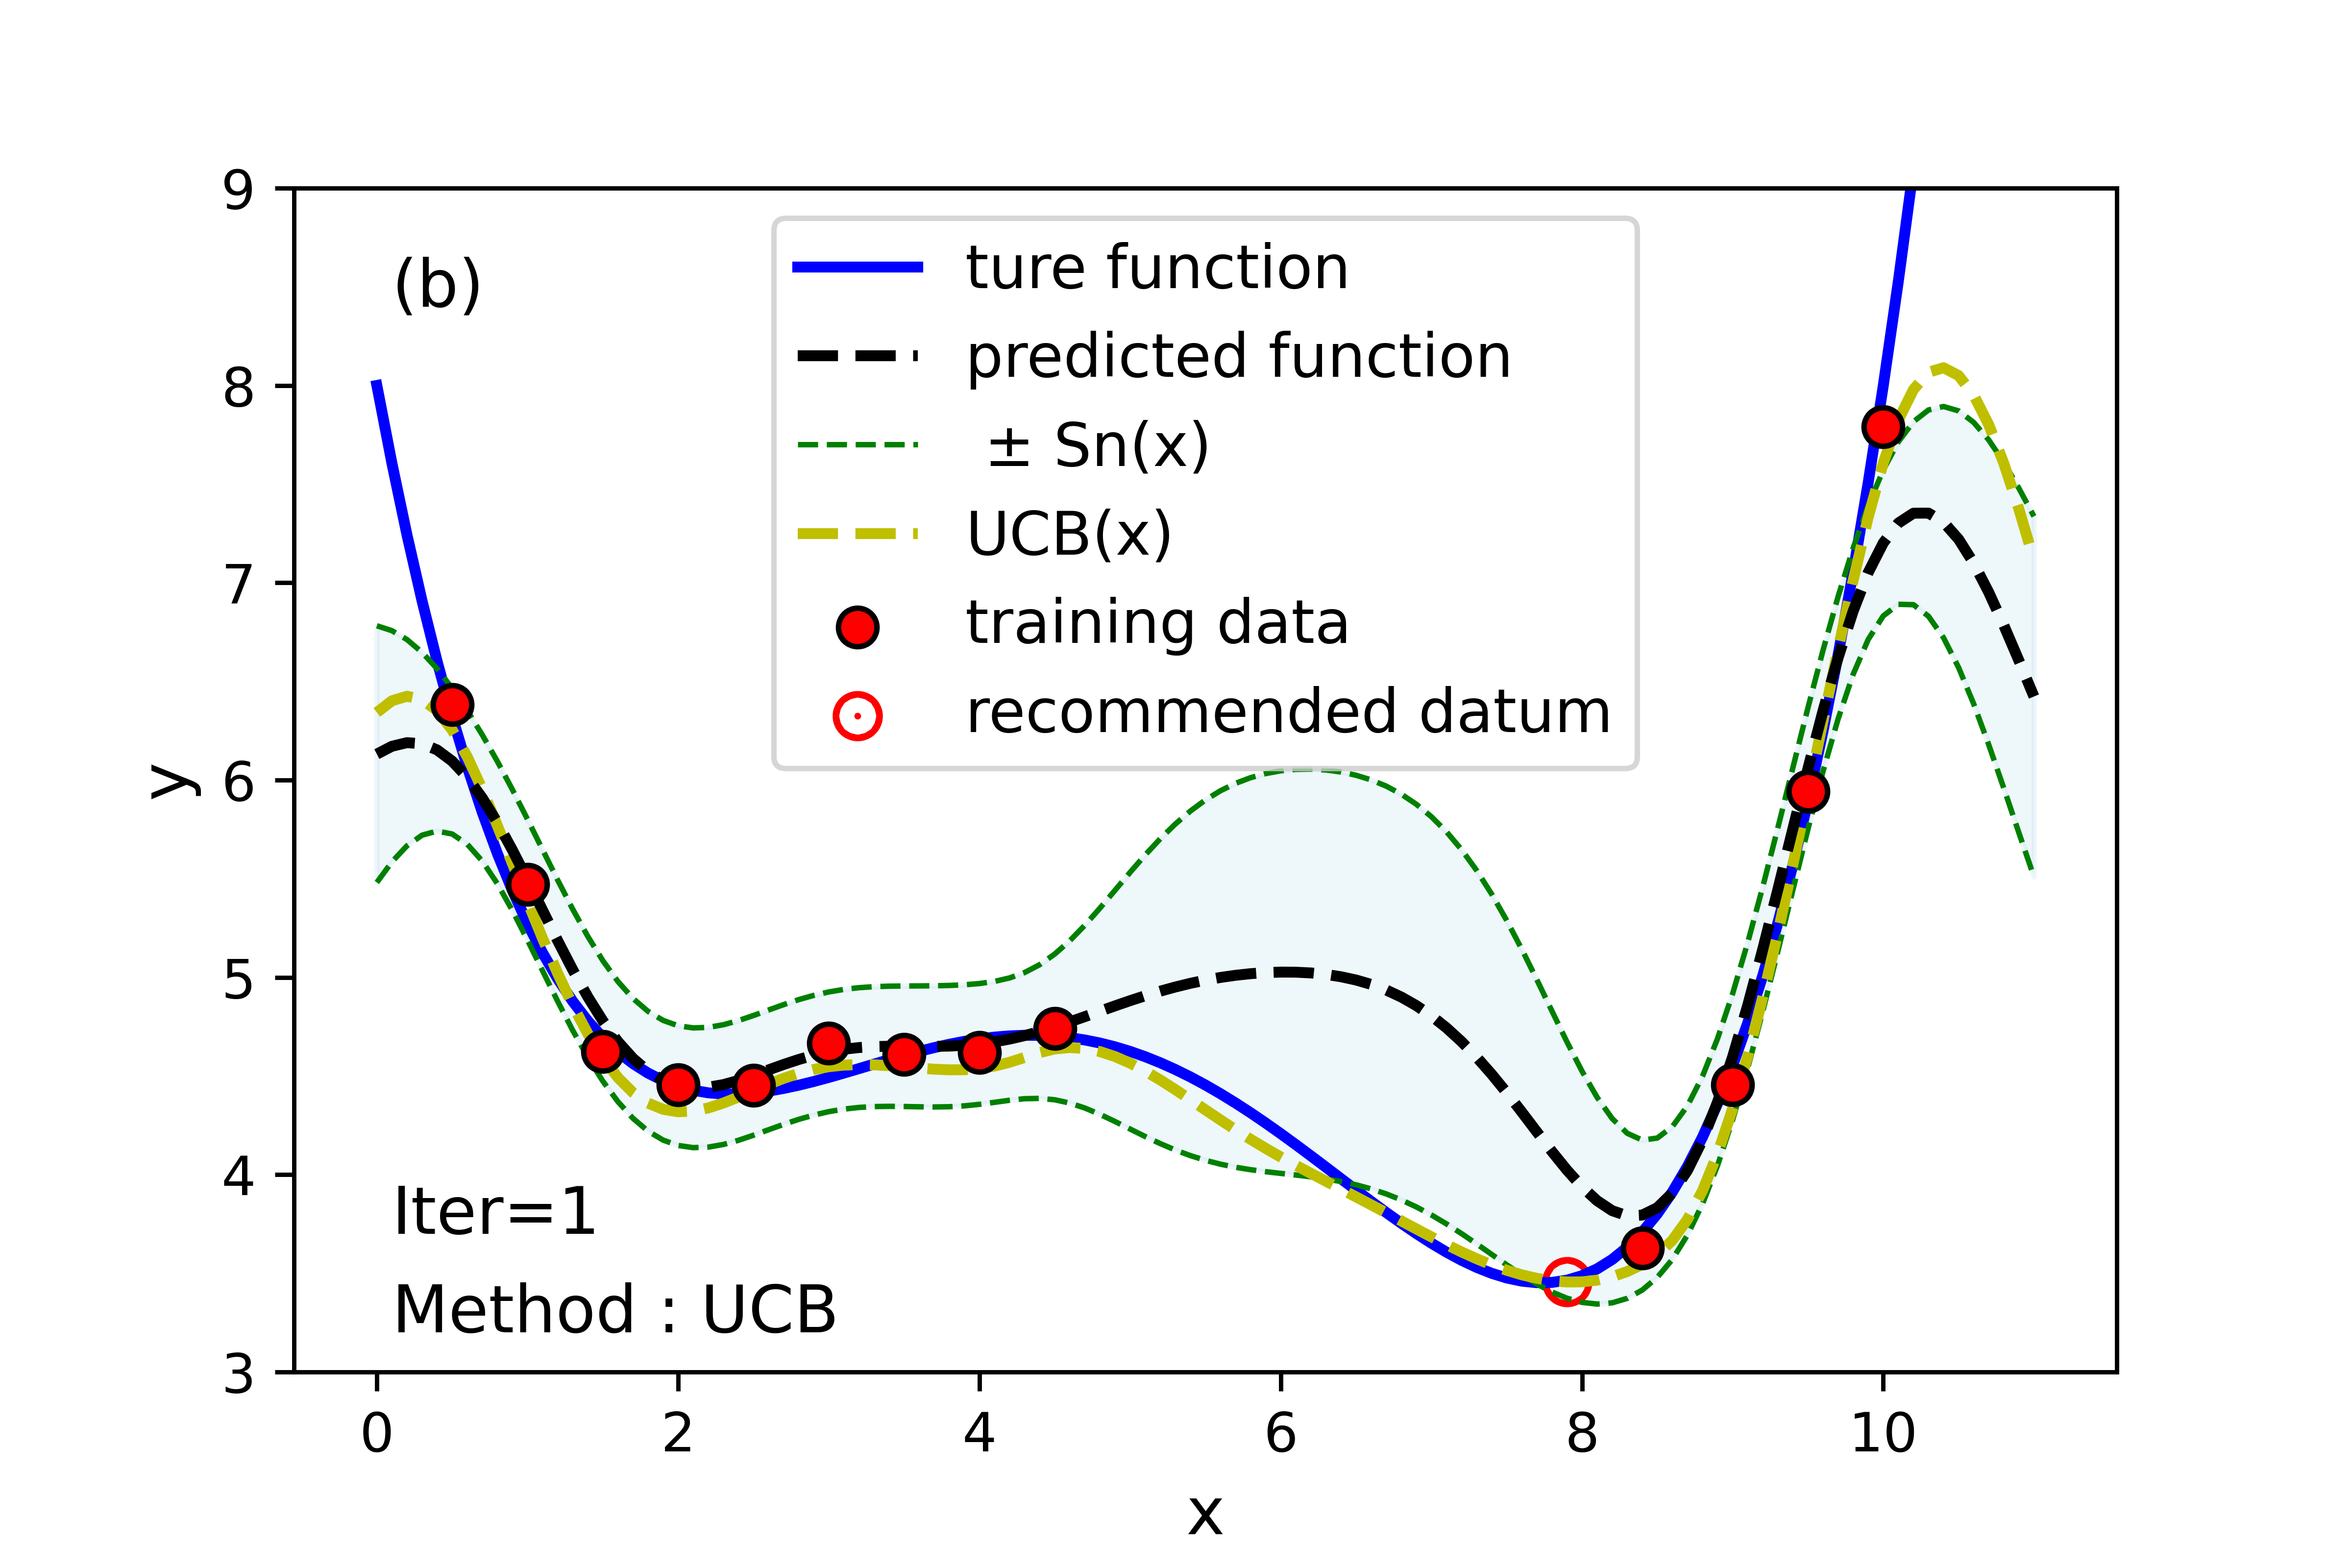 (b)
ture function
predicted function
± Sn(x)
UCB(x)
training data
recommended datum
Iter=1
Method : UCB
y
9
8
7
6
5
4
3
0 2 4 6 8 10
x